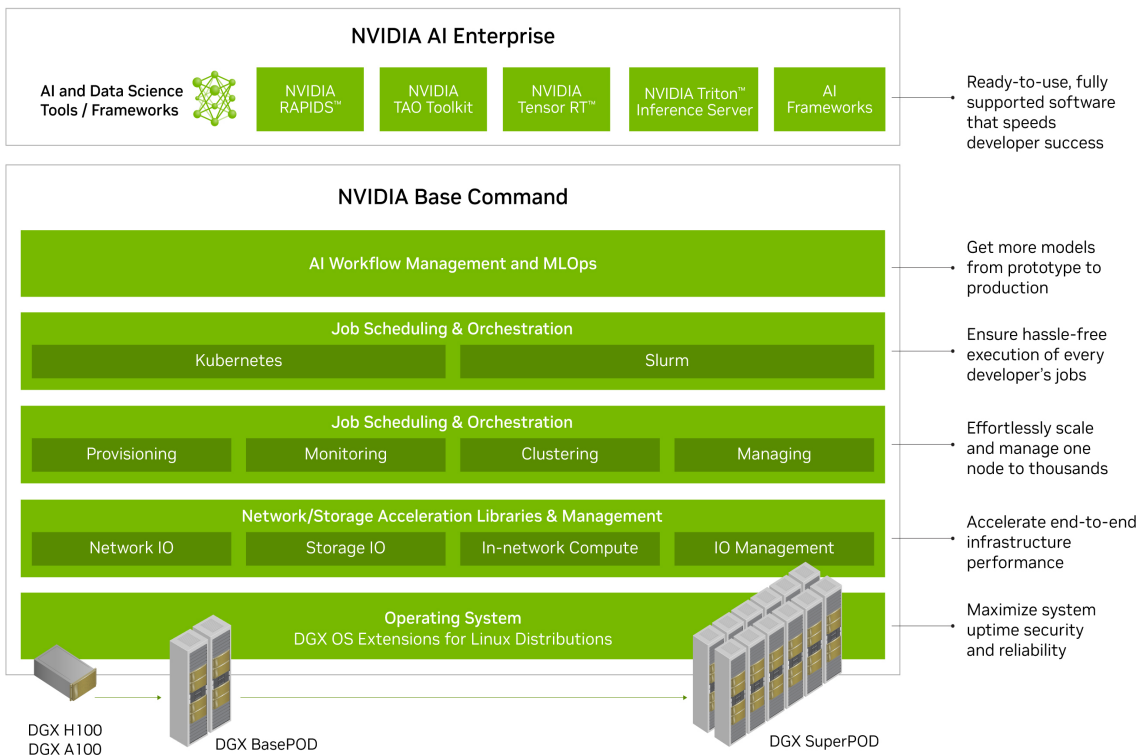 NVIDIA AI Enterprise
AI and Data Science
Tools / Frameworks
NVIDIA
RAPIDS™
NVIDIA
TAO Toolkit
NVIDIA
Tensor RT™
NVIDIA Triton™
Inference Server
AI
Frameworks
Ready-to-use, fully
supported software
that speeds
developer success
NVIDIA Base Command
AI Workflow Management and MLOps
Get more models
from prototype to
production
Job Scheduling & Orchestration
Kubernetes
Slurm
Ensure hassle-free
execution of every
developer's jobs
Job Scheduling & Orchestration
Provisioning
Monitoring
Clustering
Managing
Effortlessly scale
and manage one
node to thousands
Network/Storage Acceleration Libraries & Management
Network IO
Storage IO
In-network Compute
IO Management
Accelerate end-to-end
infrastructure
performance
Operating System
DGX OS Extensions for Linux Distributions
Maximize system
uptime security
and reliability
DGX H100
DGX A100
DGX BasePOD
DGX SuperPOD